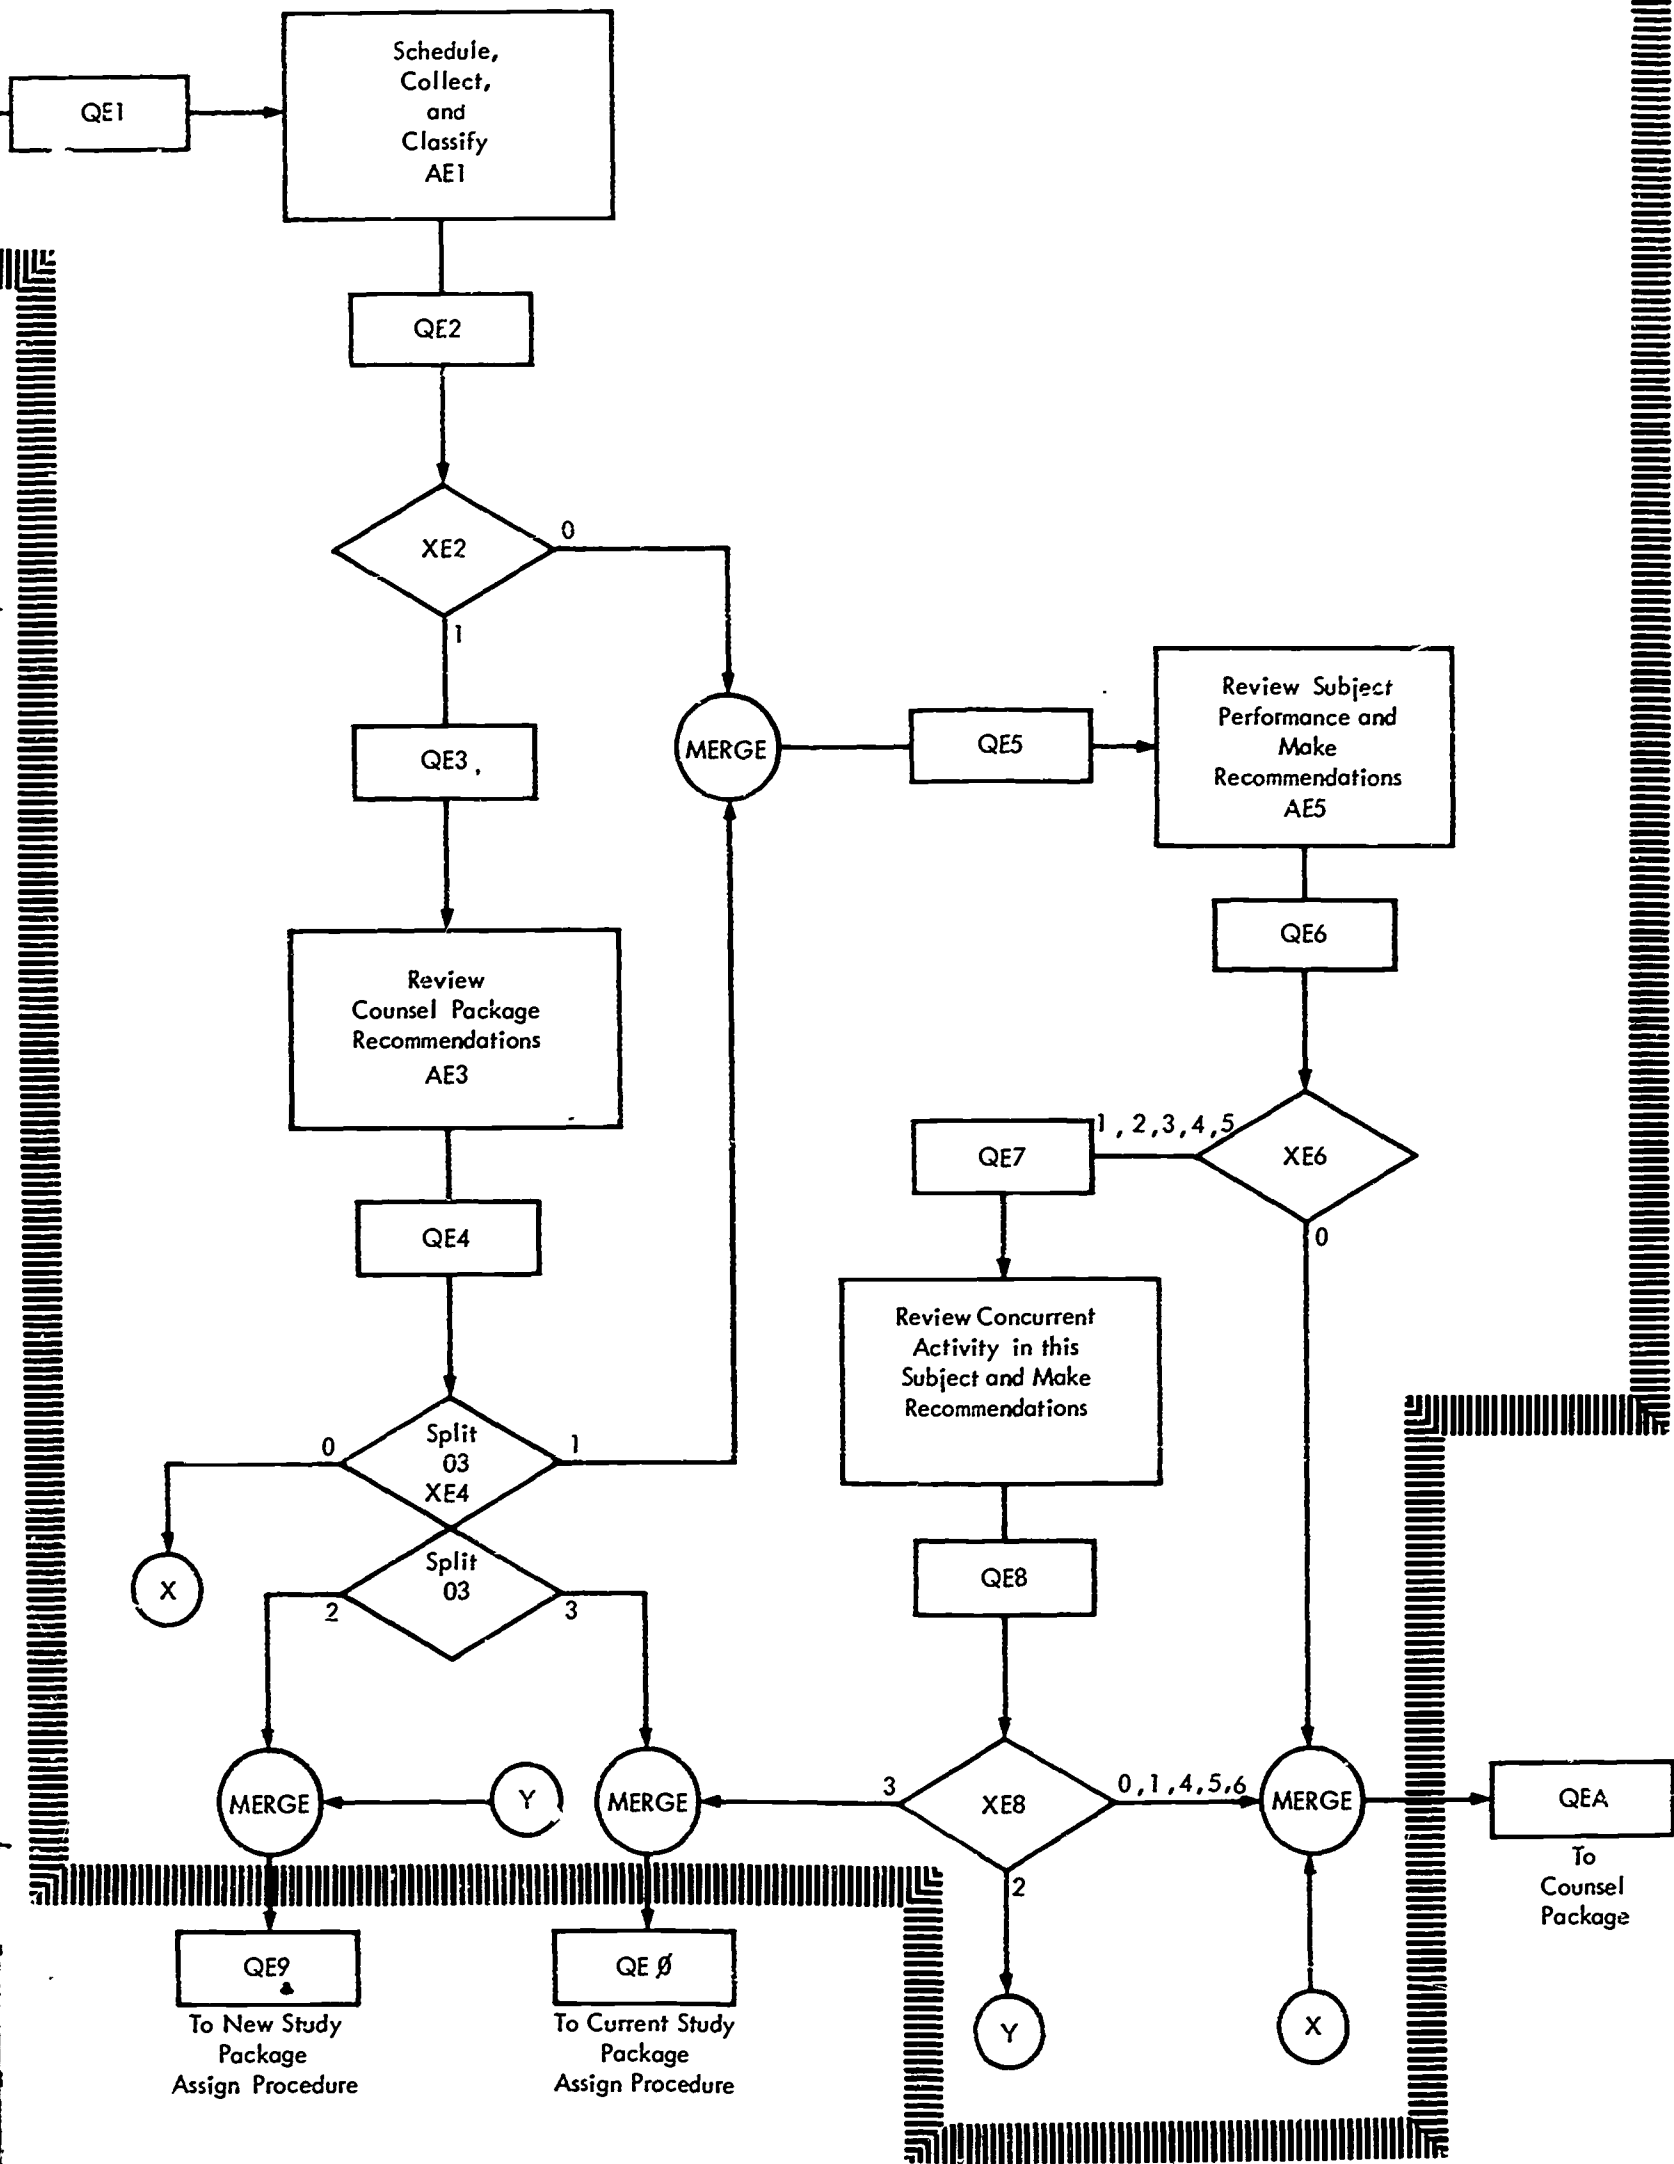 QE1
Schedule,
Collect,
and
Classify
AE1
QE2
XE2
0
1
QE3
MERGE
QE5
Review Subject
Performance and
Make
Recommendations
AE5
QE6
Review
Counsel Package
Recommendations
AE3
1, 2,3,4,5
XE6
0
QE7
QE4
Review Concurrent
Activity in this
Subject and Make
Recommendations
Split
03
XE4
0
1
X
Split
03
2
3
QE8
MERGE
Y
MERGE
3
XE8
0,1,4,5,6
2
MERGE
QEA
To
Counsel
Package
QE9
To New Study
Package
Assign Procedure
QEØ
To Current Study
Package
Assign Procedure
Y
X